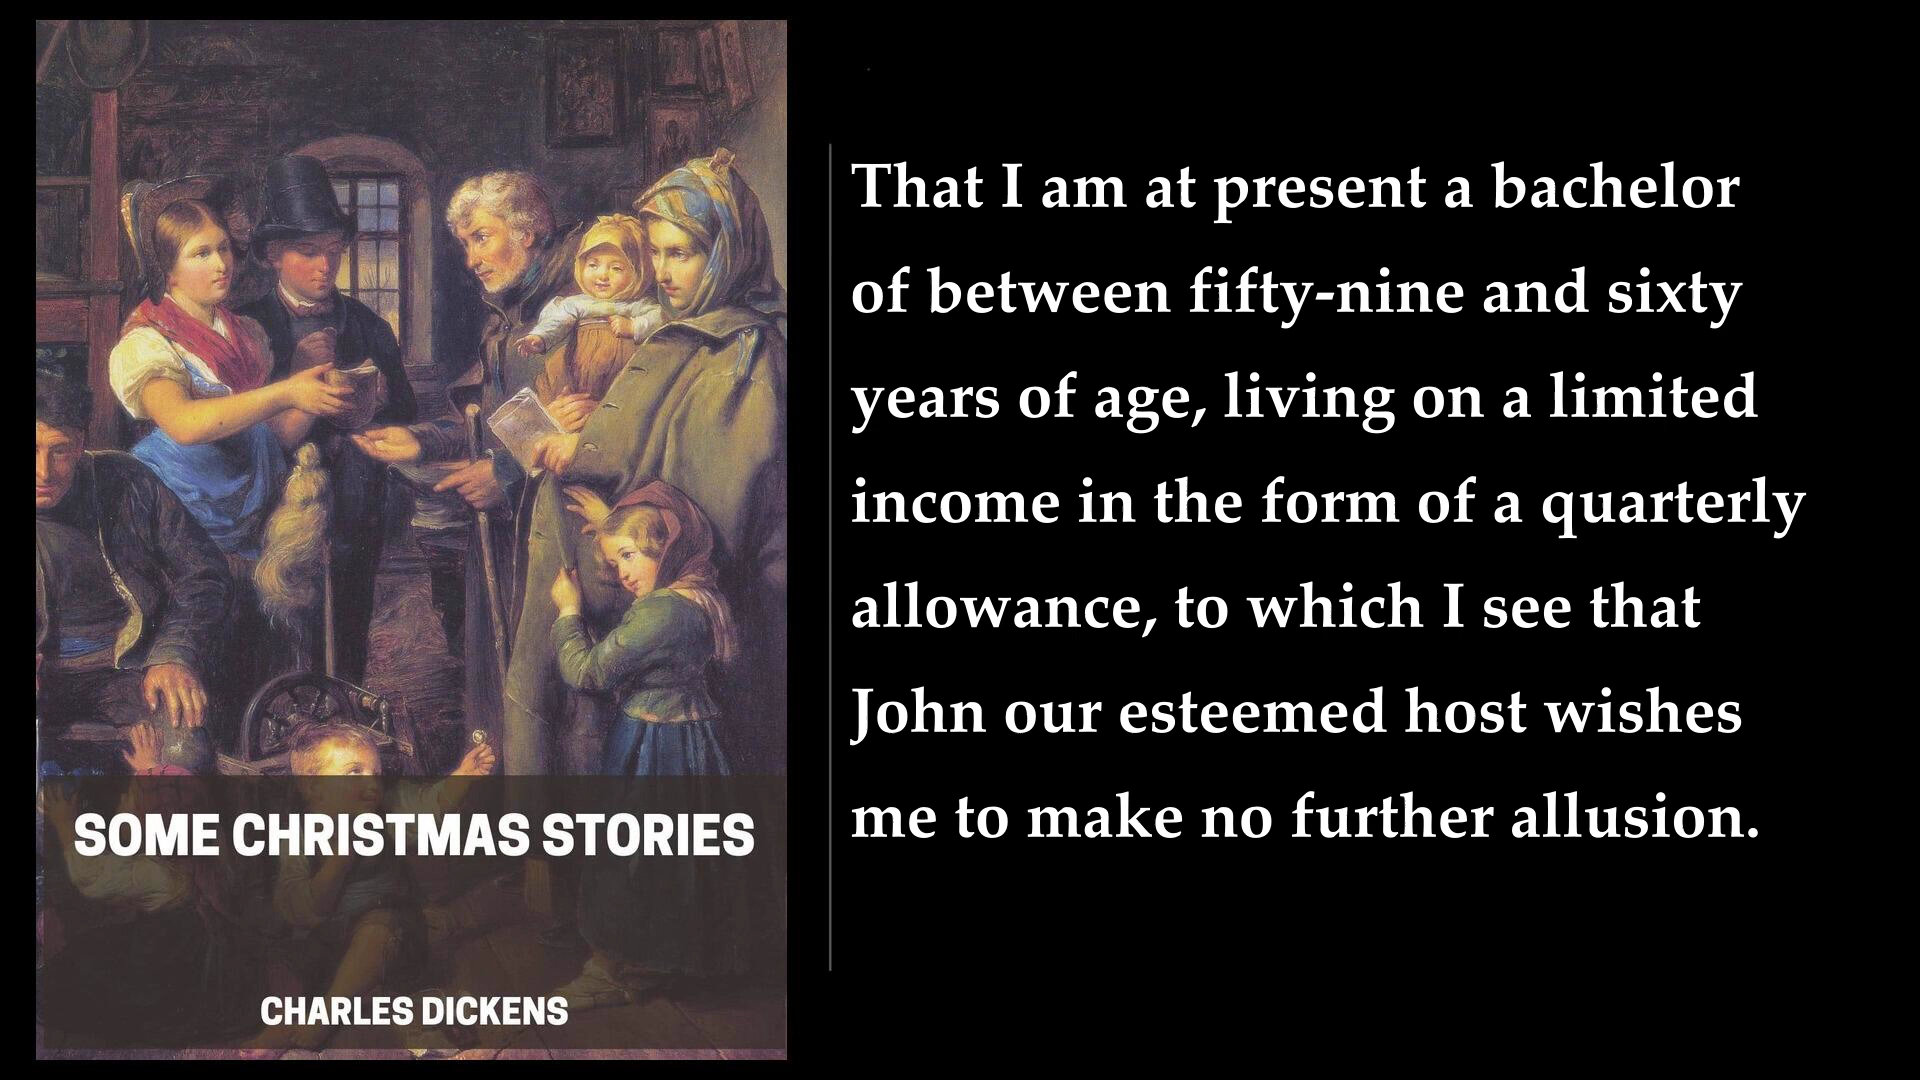 SOME CHRISTMAS STORIES
CHARLES DICKENS
That I am at present a bachelor
of between fifty-nine and sixty
years of age, living on a limited
income in the form of a quarterly
allowance, to which I see that
John our esteemed host wishes
me to make no further allusion.